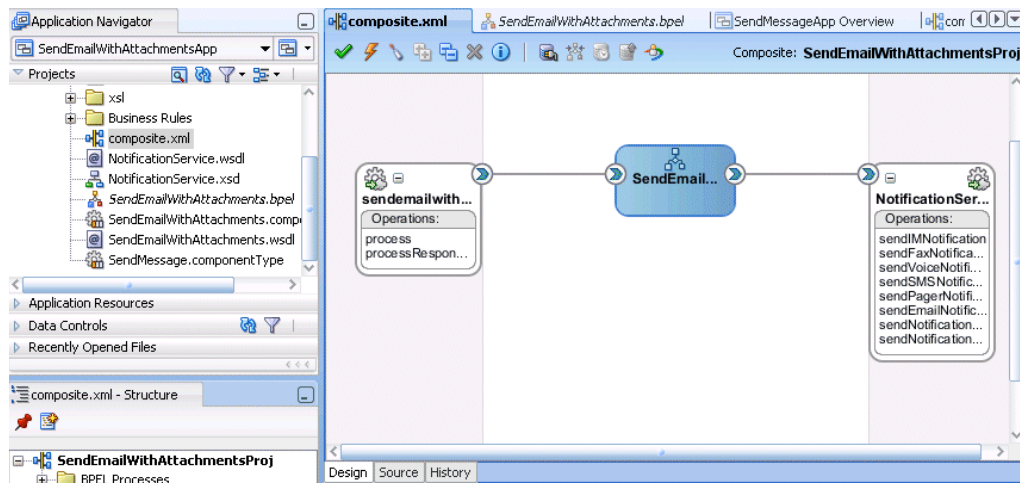 Application Navigator
SendEmailWithAttachmentsApp
Projects
xsl
Business Rules
composite.xml
NotificationService.wsdl
NotificationService.xsd
SendEmailWithAttachments.bpel
SendEmailWithAttachments.compo
SendEmailWithAttachments.wsdl
SendMessage.componentType
Application Resources
Data Controls
Recently Opened Files
composite.xml - Structure
SendEmailWithAttachmentsProj
BPEL Processes
composite.xml
SendEmailWithAttachments.bpel
SendMessageApp Overview
com
Composite: SendEmailWithAttachmentsProj
sendemailwith...
Operations:
process
processRespon...
SendEmail...
NotificationSer...
Operations:
sendIMNotification
sendFaxNotifica...
sendVoiceNotifi...
sendSMSNotific...
sendPagerNotifi...
sendEmailNotific...
sendNotification...
sendNotification...
Design Source History